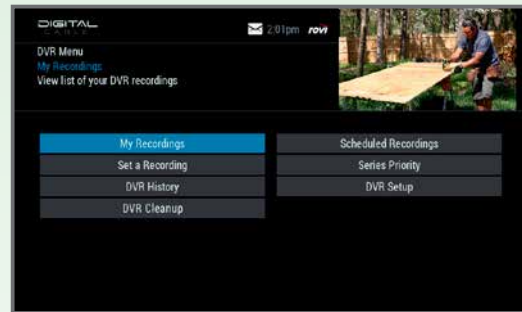 DIGITAL
CABLE
2:01pm rovi
DVR Menu
My Recordings
View list of your DVR recordings
My Recordings
Scheduled Recordings
Set a Recording
Series Priority
DVR History
DVR Setup
DVR Cleanup